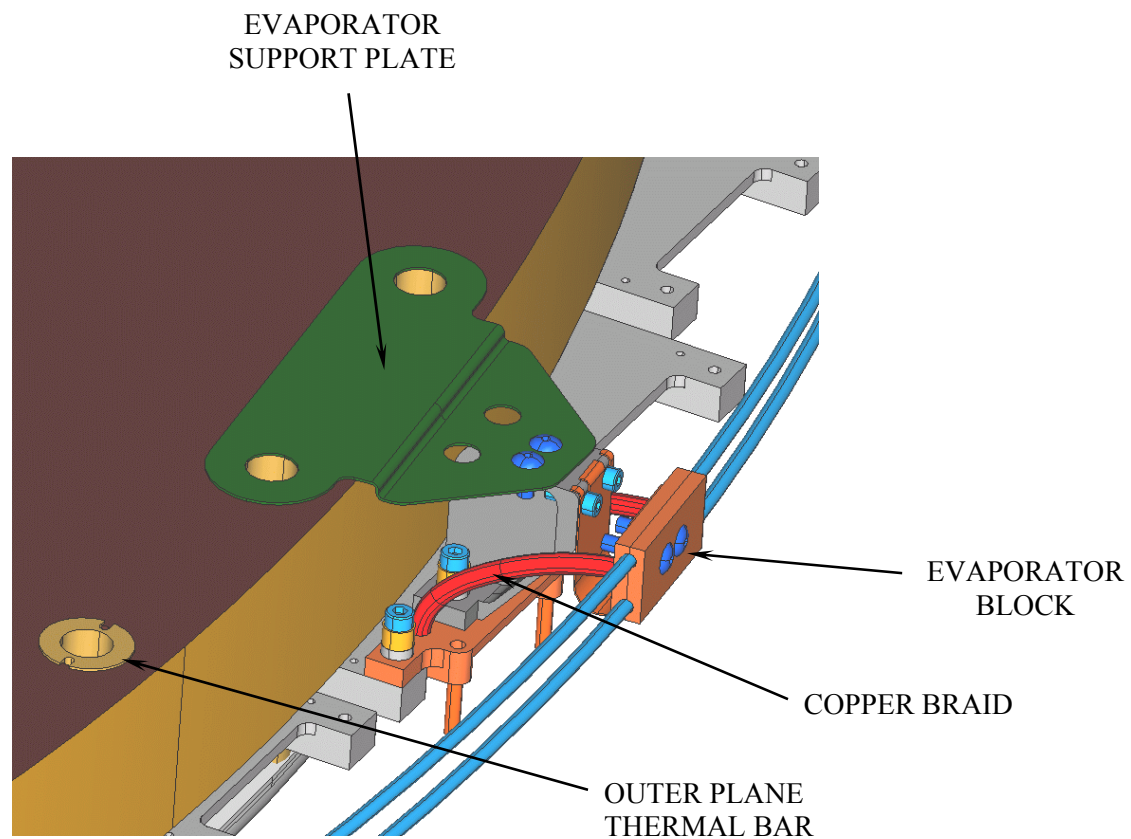 EVAPORATOR
SUPPORT PLATE
EVAPORATOR
BLOCK
COPPER BRAID
OUTER PLANE
THERMAL BAR